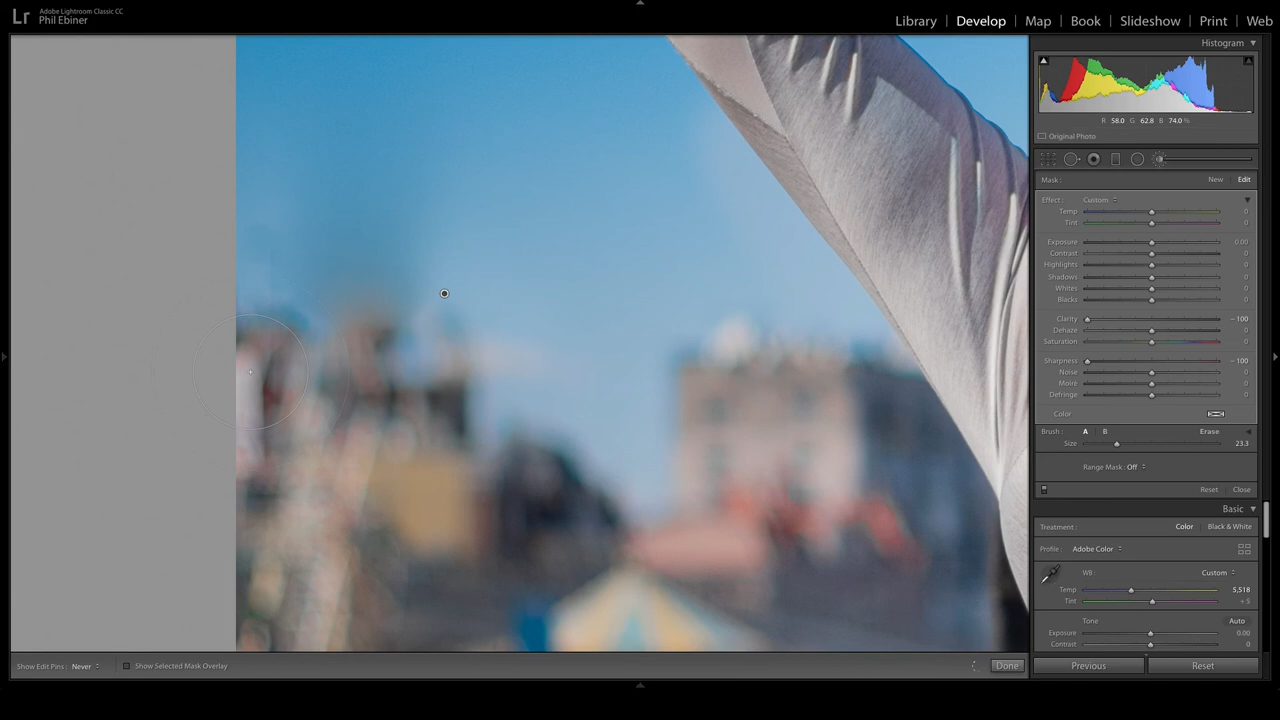 Lr
Adobe Lightroom Classic CC
Phil Ebiner
Library | Develop | Map | Book | Slideshow | Print | Web
Histogram
R 58.0 G 62.8 B 74.0 %
Original Photo
Mask : New Edit
Effect : Custom
Temp 0
Tint 0
Exposure 0.00
Contrast 0
Highlights 0
Shadows 0
Whites 0
Blacks 0
Clarity −100
Dehaze 0
Saturation 0
Sharpness −100
Noise 0
Moiré 0
Defringe 0
Color
Brush : A B Erase
Size 23.3
Range Mask : Off
Reset Close
Basic
Treatment : Color Black & White
Profile : Adobe Color
WB : Custom
Temp 5,518
Tint + 5
Tone Auto
Exposure 0.00
Contrast 0
Show Edit Pins : Never Show Selected Mask Overlay Done
Previous Reset